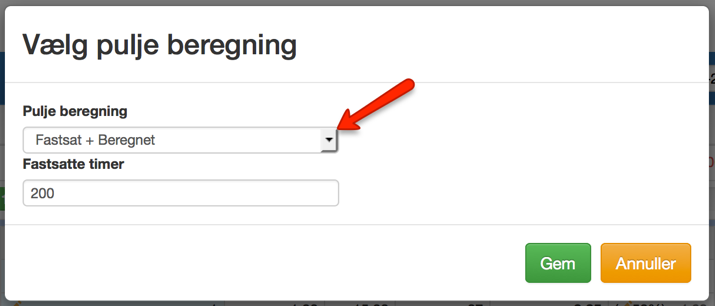 Vælg pulje beregning
Pulje beregning
Fastsat + Beregnet
Fastsatte timer
200
Gem
Annuller